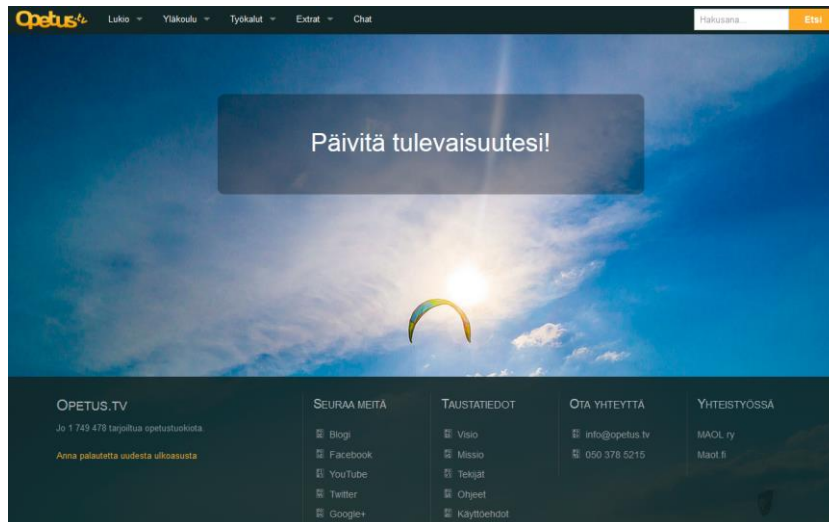 Opetus.tv
Lukio
Yläkoulu
Työkalut
Extrat
Chat
Hakusana...
Etsi
Päivitä tulevaisuutesi!
OPETUS.TV
Jo 1 749 478 tarjoiltua opetustuokiota.
Anna palautetta uudesta ulkoasusta
SEURAA MEITÄ
Blogi
Facebook
YouTube
Twitter
Google+
TAUSTATIEDOT
Visio
Missio
Tekijät
Ohjeet
Käyttöehdot
OTA YHTEYTTÄ
info@opetus.tv
050 378 5215
YHTEISTYÖSSÄ
MAOL ry
Maot.fi